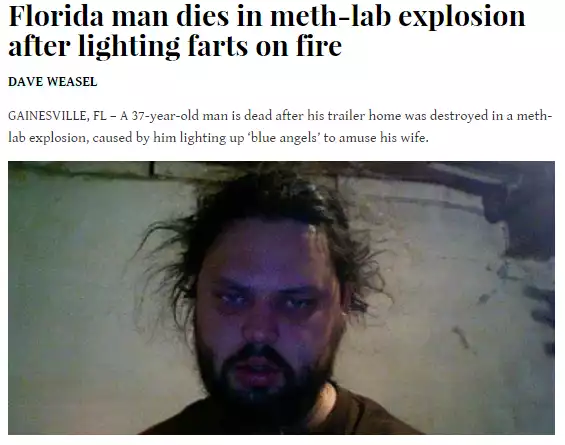 Florida man dies in meth-lab explosion
after lighting farts on fire
DAVE WEASEL
GAINESVILLE, FL – A 37-year-old man is dead after his trailer home was destroyed in a meth-
lab explosion, caused by him lighting up ‘blue angels’ to amuse his wife.